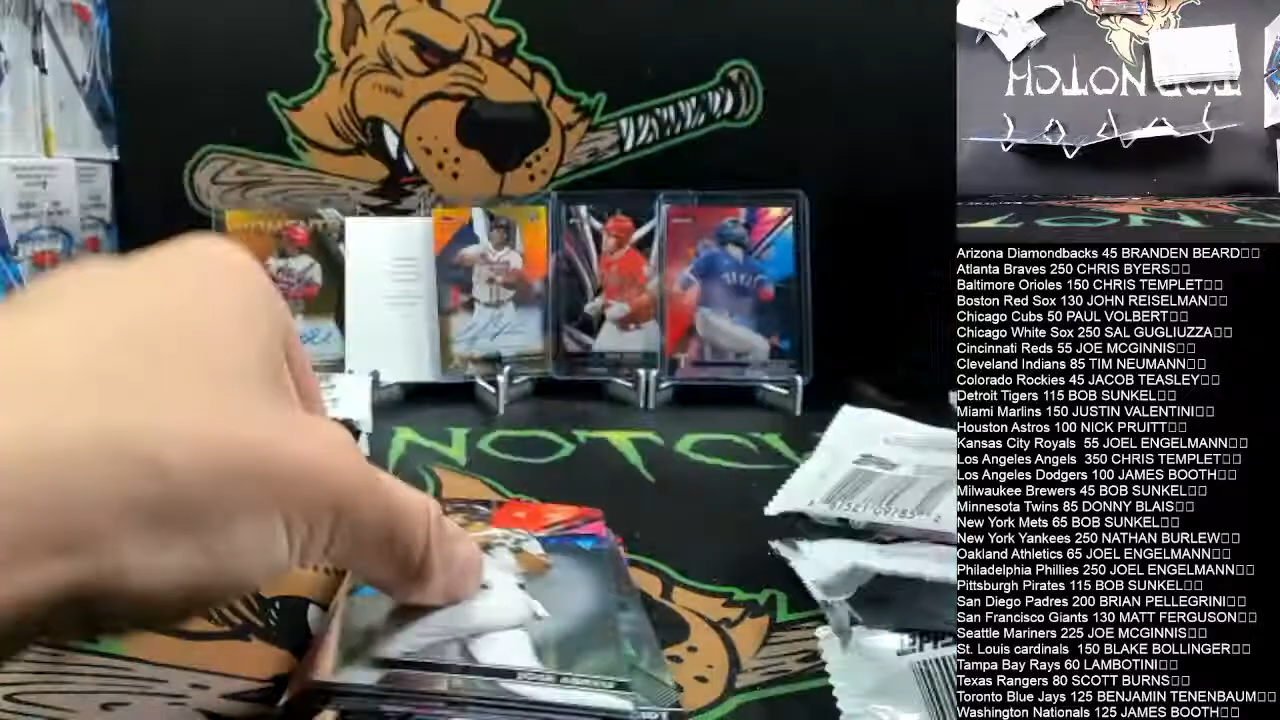 TOP NOTCH
NOTCH
TEXAS
JOSE ABREU
Arizona Diamondbacks 45 BRANDEN BEARD□□
Atlanta Braves 250 CHRIS BYERS□□
Baltimore Orioles 150 CHRIS TEMPLET□□
Boston Red Sox 130 JOHN REISELMAN□□
Chicago Cubs 50 PAUL VOLBERT□□
Chicago White Sox 250 SAL GUGLIUZZA□□
Cincinnati Reds 55 JOE MCGINNIS□□
Cleveland Indians 85 TIM NEUMANN□□
Colorado Rockies 45 JACOB TEASLEY□□
Detroit Tigers 115 BOB SUNKEL□□
Miami Marlins 150 JUSTIN VALENTINI□□
Houston Astros 100 NICK PRUITT□□
Kansas City Royals  55 JOEL ENGELMANN□□
Los Angeles Angels  350 CHRIS TEMPLET□□
Los Angeles Dodgers 100 JAMES BOOTH□□
Milwaukee Brewers 45 BOB SUNKEL□□
Minnesota Twins 85 DONNY BLAIS□□
New York Mets 65 BOB SUNKEL□□
New York Yankees 250 NATHAN BURLEW□□
Oakland Athletics 65 JOEL ENGELMANN□□
Philadelphia Phillies 250 JOEL ENGELMANN□□
Pittsburgh Pirates 115 BOB SUNKEL□□
San Diego Padres 200 BRIAN PELLEGRINI□□
San Francisco Giants 130 MATT FERGUSON□□
Seattle Mariners 225 JOE MCGINNIS□□
St. Louis cardinals  150 BLAKE BOLLINGER□□
Tampa Bay Rays 60 LAMBOTINI□□
Texas Rangers 80 SCOTT BURNS□□
Toronto Blue Jays 125 BENJAMIN TENENBAUM□□
Washington Nationals 125 JAMES BOOTH□□